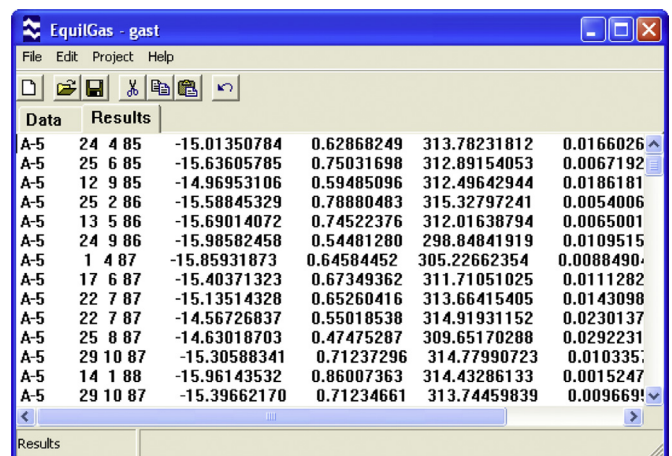 EquilGas - gast
File Edit Project Help
Data Results
A-5 24 4 85 -15.01350784 0.62868249 313.78231812 0.0166026
A-5 25 6 85 -15.63605785 0.75031698 312.89154053 0.0067192
A-5 12 9 85 -14.96953106 0.59485096 312.49642944 0.0186181
A-5 25 2 86 -15.58845329 0.78880483 315.32797241 0.0054006
A-5 13 5 86 -15.69014072 0.74522376 312.01638794 0.0065001
A-5 24 9 86 -15.98582458 0.54481280 298.84841919 0.0109515
A-5 1 4 87 -15.85931873 0.64584452 305.22662354 0.00884904
A-5 17 6 87 -15.40371323 0.67349362 311.71051025 0.0111282
A-5 22 7 87 -15.13514328 0.65260416 313.66415405 0.0143098
A-5 22 7 87 -14.56726837 0.55018538 314.91931152 0.0230137
A-5 25 8 87 -14.63018703 0.47475287 309.65170288 0.0292231
A-5 29 10 87 -15.30588341 0.71237296 314.77990723 0.010335
A-5 14 1 88 -15.96143532 0.86007363 314.43286133 0.0015247
A-5 29 10 87 -15.39662170 0.71234661 313.74459839 0.009669
Results